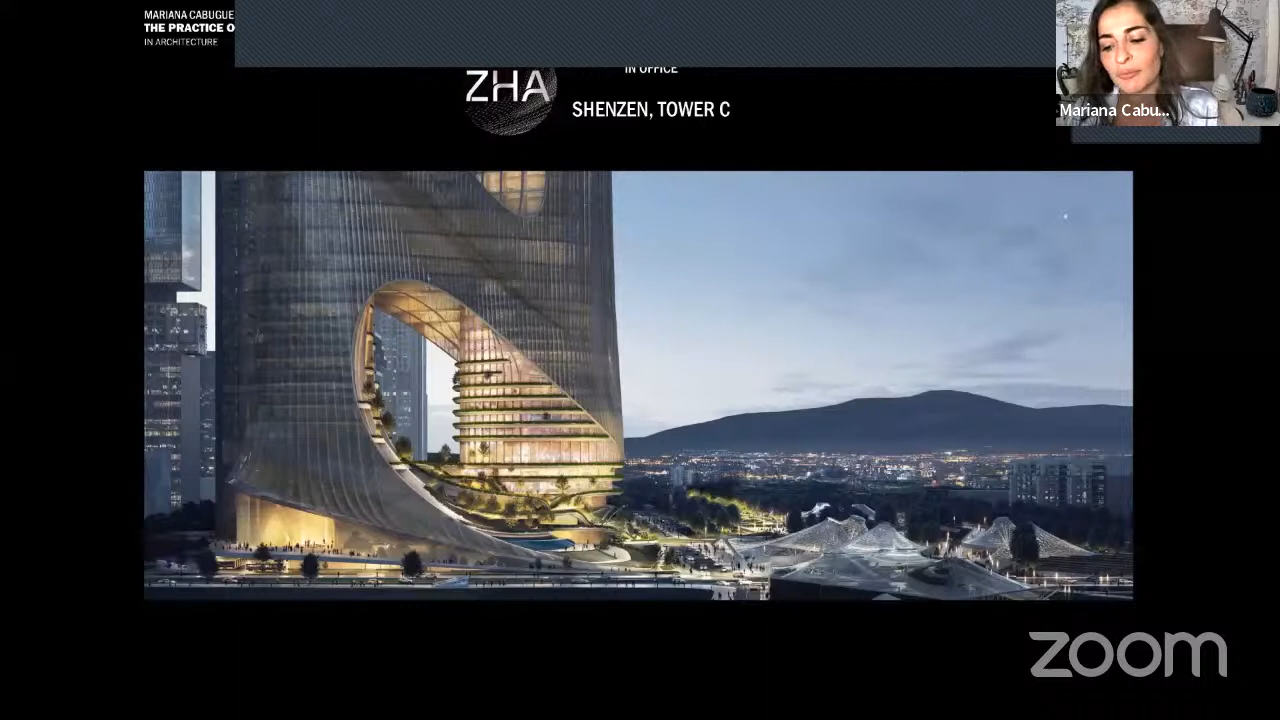 MARIANA CABUGUE
THE PRACTICE O
IN ARCHITECTURE
IN OFFICE
ZHA
SHENZEN, TOWER C
Mariana Cabu...
zoom